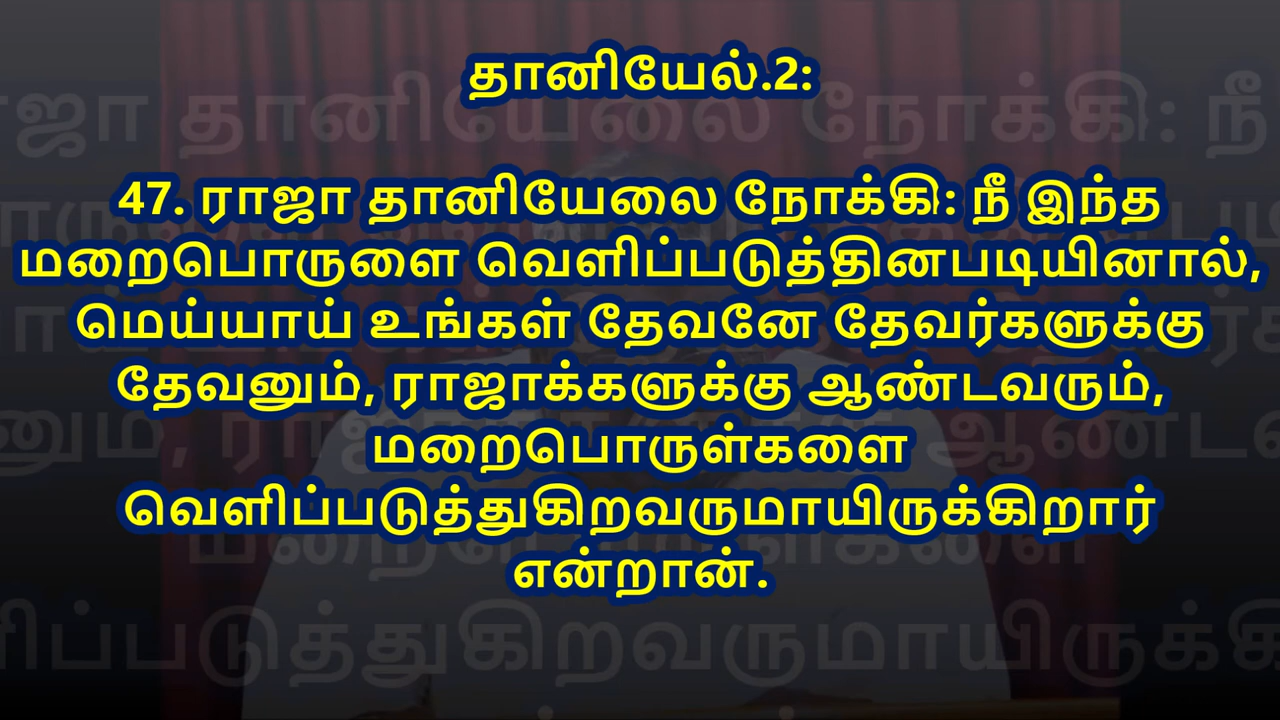 தானியேல்.2:
47. ராஜா தானியேலை நோக்கி: நீ இந்த
மறைபொருளை வெளிப்படுத்தினபடியினால்,
மெய்யாய் உங்கள் தேவனே தேவர்களுக்கு
தேவனும், ராஜாக்களுக்கு ஆண்டவரும்,
மறைபொருள்களை
வெளிப்படுத்துகிறவருமாயிருக்கிறார்
என்றான்.